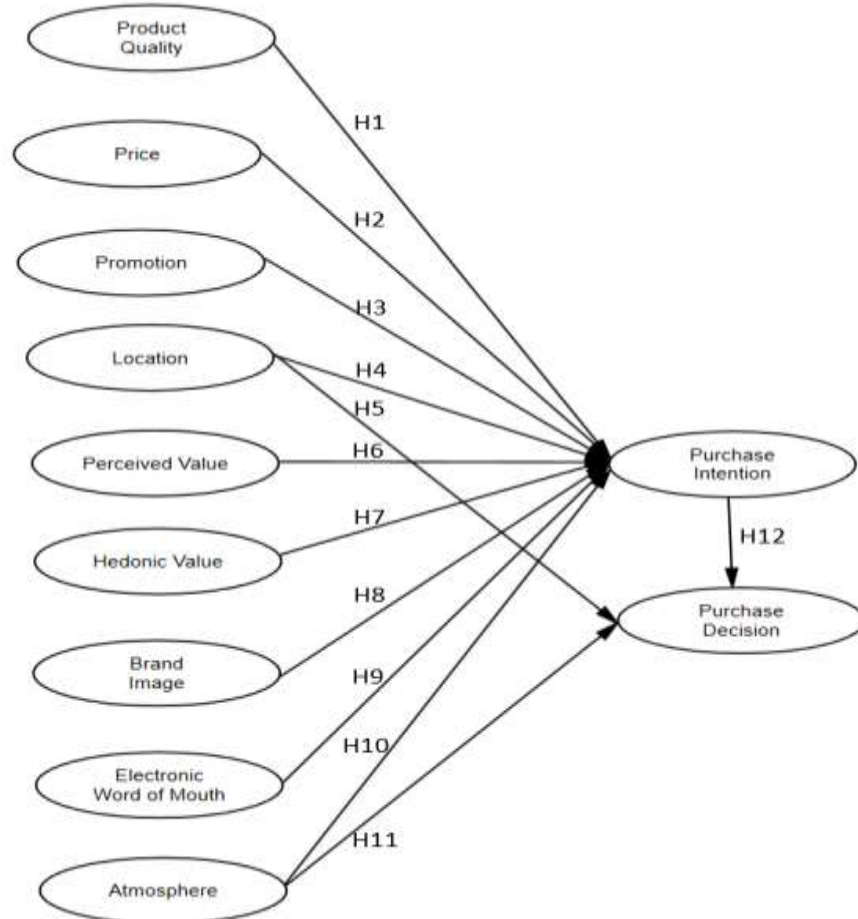 Product
Quality
H1
Price
H2
Promotion
H3
Location
H4
H5
Perceived Value
H6
Purchase
Intention
Hedonic Value
H7
H12
H8
Purchase
Decision
Brand
Image
H9
H10
Electronic
Word of Mouth
H11
Atmosphere